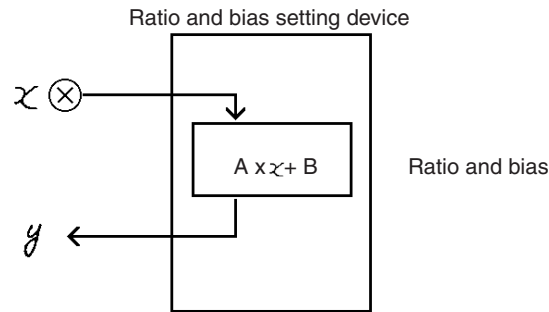 Ratio and bias setting device
x
A x x + B
Ratio and bias
y